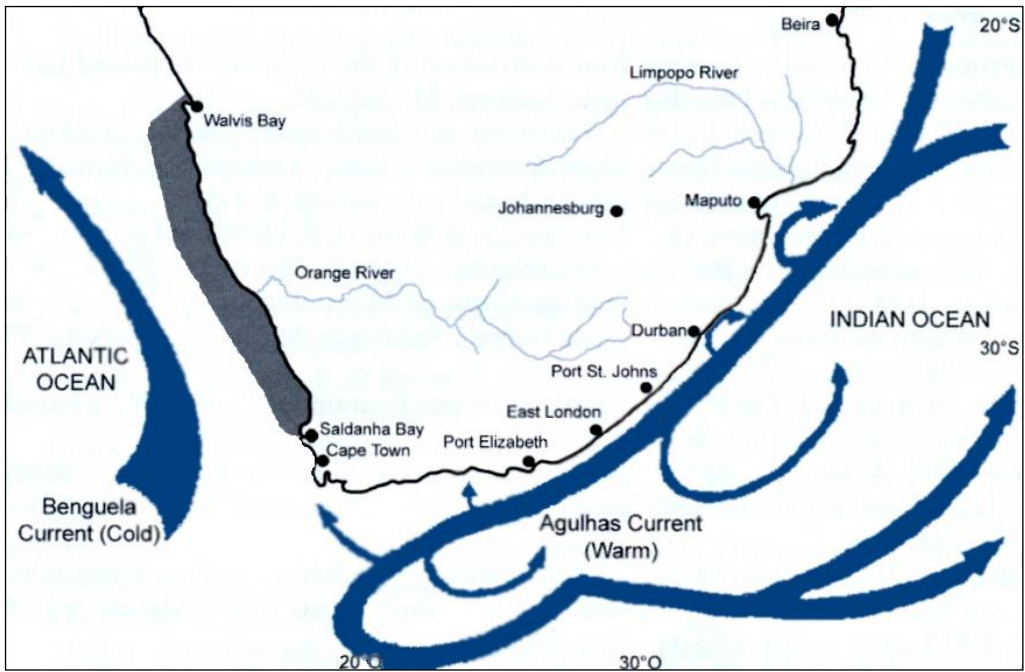 Beira
20°S
Limpopo River
Walvis Bay
Maputo
Johannesburg
Orange River
INDIAN OCEAN
Durban
30°S
ATLANTIC
OCEAN
Port St. Johns
East London
Saldanha Bay
Port Elizabeth
Cape Town
Benguela
Current (Cold)
Agulhas Current
(Warm)
20°O
30°O